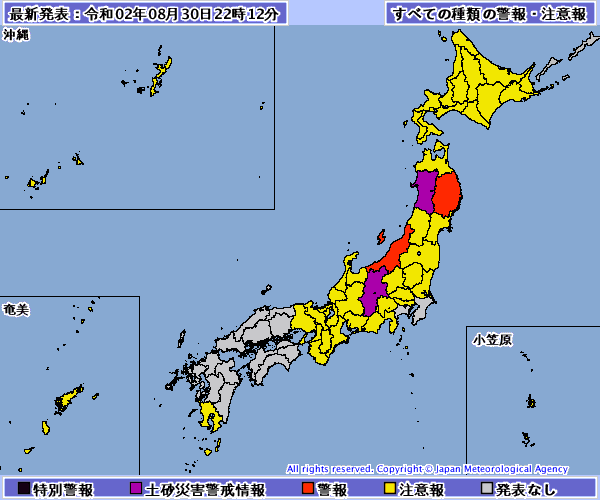 最新発表：令和02年08月30日22時12分
すべての種類の警報・注意報
沖縄
奄美
小笠原
All rights reserved. Copyright © Japan Meteorological Agency
特別警報 土砂災害警戒情報 警報 注意報 発表なし